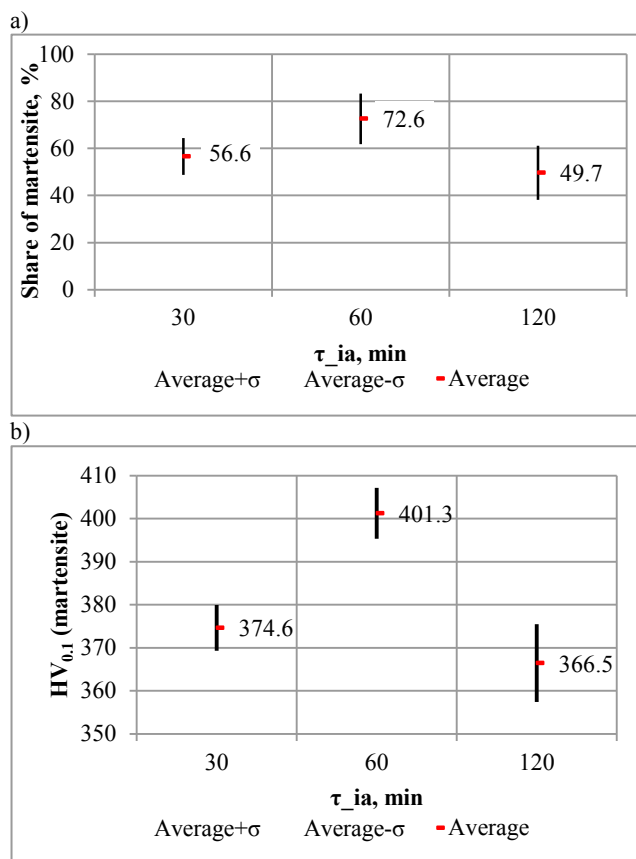 a)
Share of martensite, %
100
80
60
40
20
0
56.6
72.6
49.7
30 60 120
τ_ia, min
Average+σ Average-σ Average
b)
HV0.1 (martensite)
410
400
390
380
370
360
350
374.6
401.3
366.5
30 60 120
τ_ia, min
Average+σ Average-σ Average